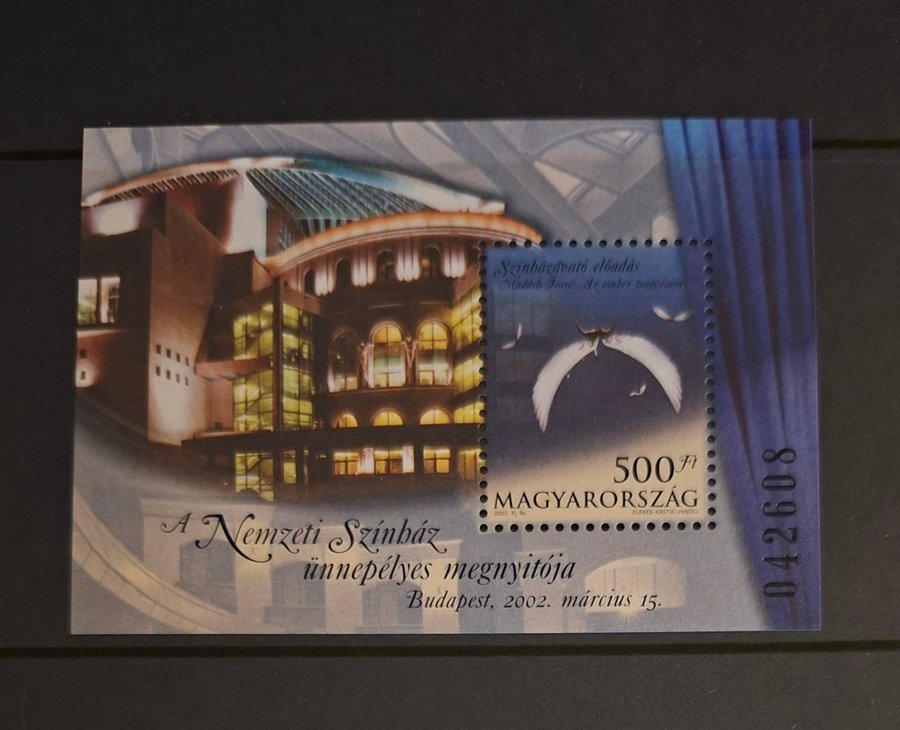 Színházavató előadás
Madách Imre: Az ember tragédiája
500 Ft
MAGYARORSZÁG
2002 ELEKES-KRSTIC-HAJDÚ
A Nemzeti Színház
ünnepélyes megnyitója
Budapest, 2002. március 15.
042608